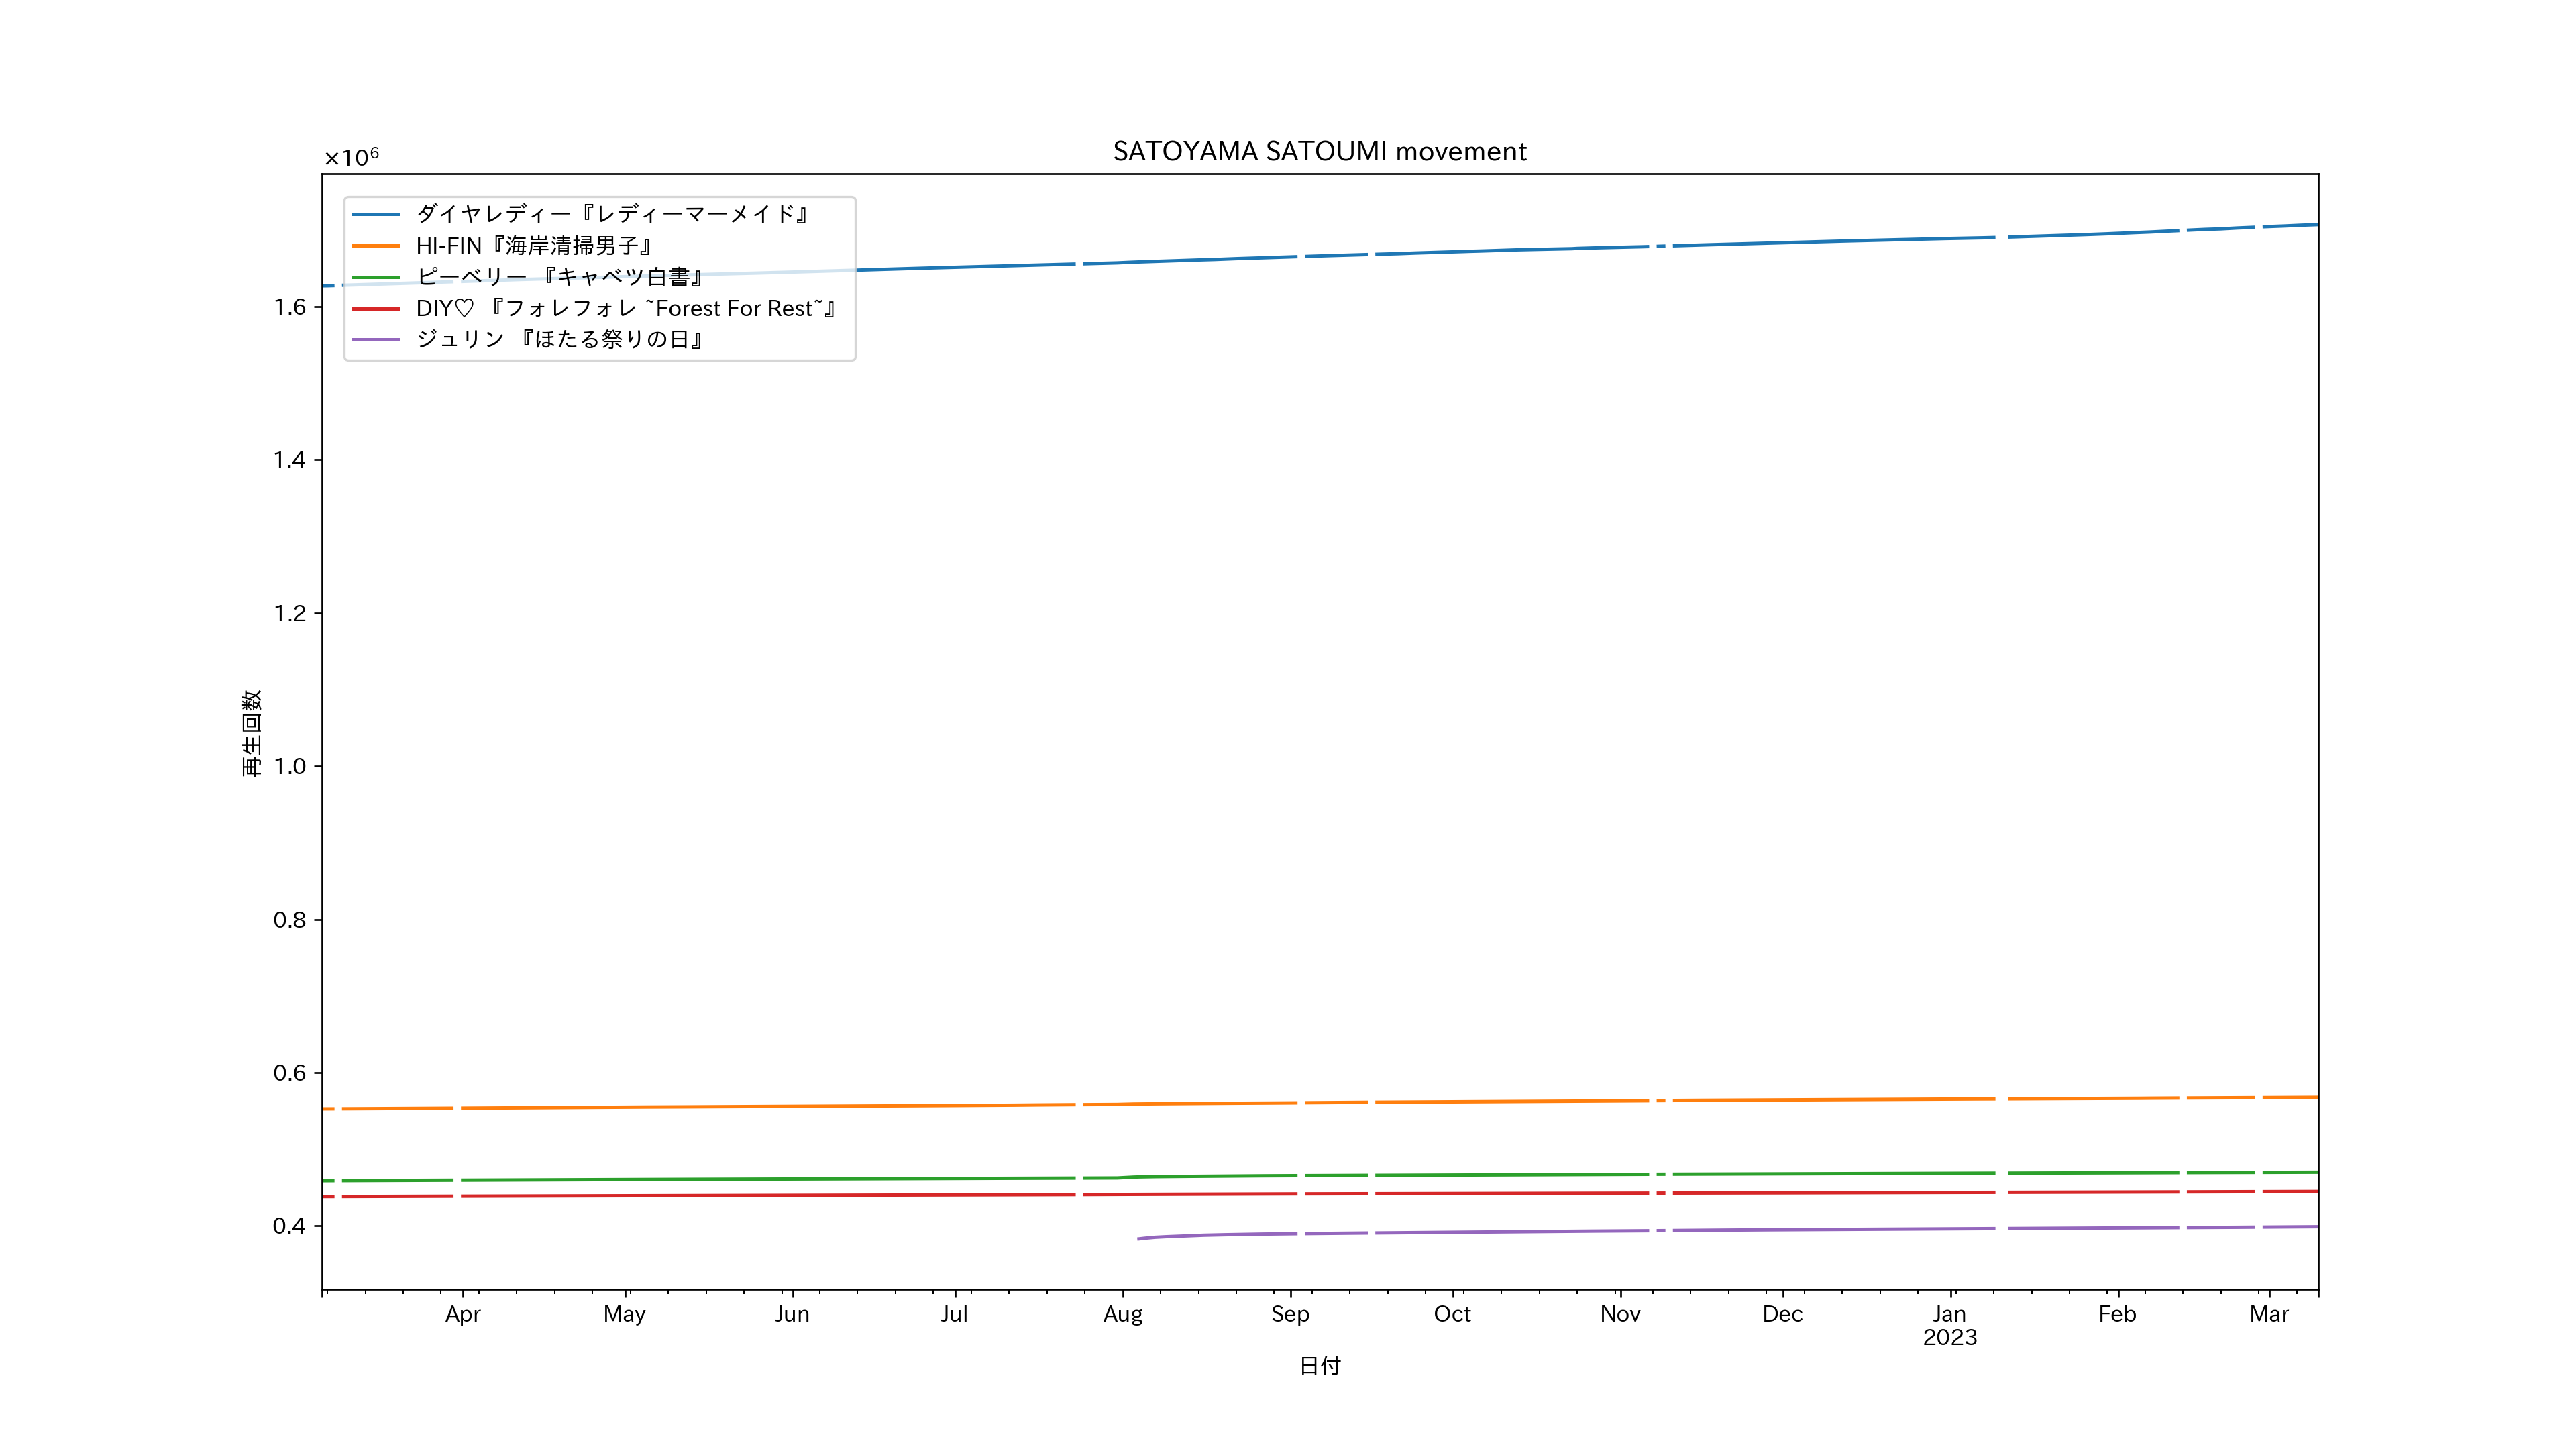 SATOYAMA SATOUMI movement
×10⁶
ダイヤレディー『レディーマーメイド』
HI-FIN『海岸清掃男子』
ピーベリー 『キャベツ白書』
DIY♡ 『フォレフォレ ~Forest For Rest~』
ジュリン 『ほたる祭りの日』
1.6
1.4
1.2
1.0
0.8
0.6
0.4
再生回数
Apr May Jun Jul Aug Sep Oct Nov Dec Jan Feb Mar
2023
日付